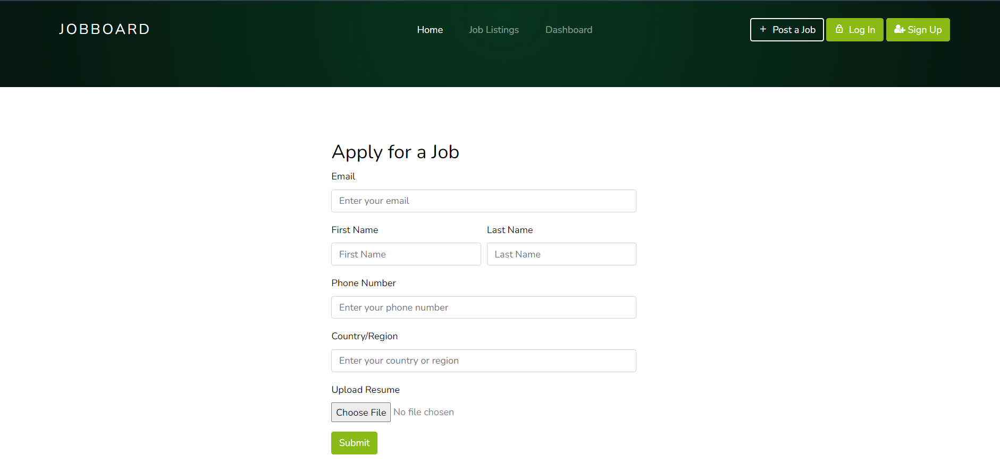 JOBBOARD Home Job Listings Dashboard + Post a Job Log In Sign Up
Apply for a Job
Email
Enter your email
First Name Last Name
First Name Last Name
Phone Number
Enter your phone number
Country/Region
Enter your country or region
Upload Resume
Choose File No file chosen
Submit